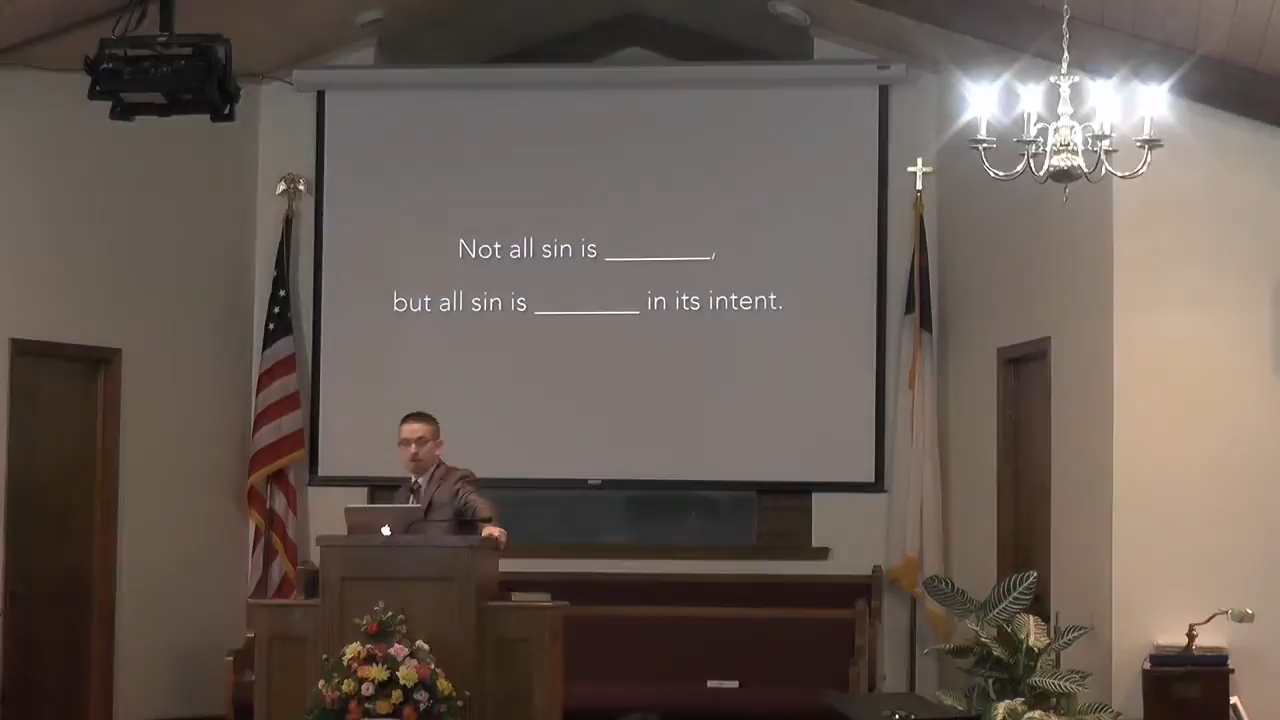 Not all sin is ________,
but all sin is ________ in its intent.